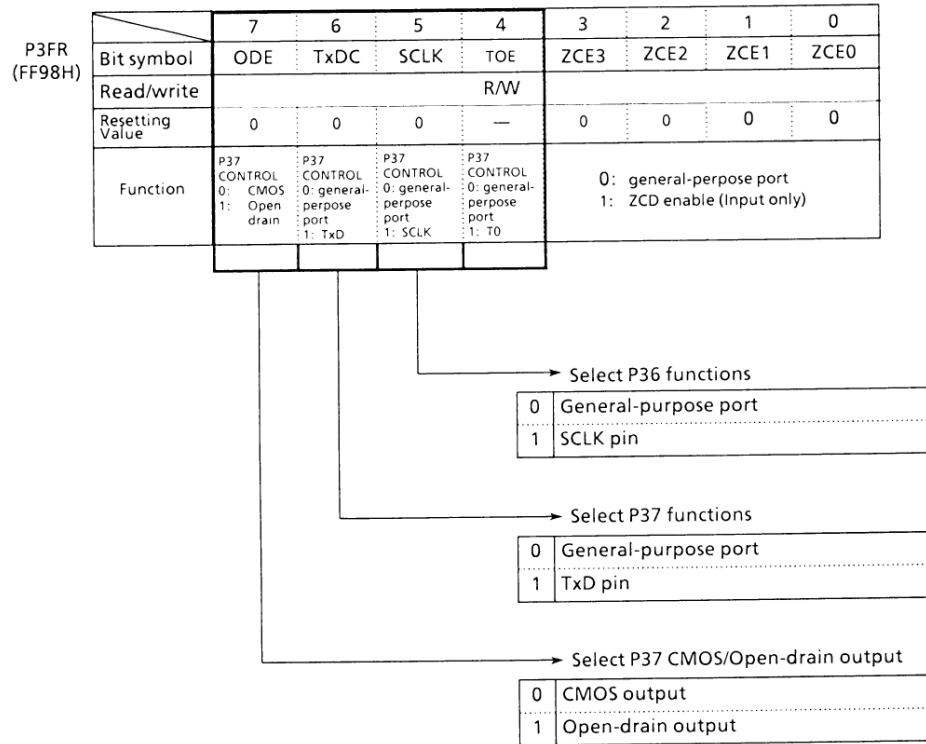 7 6 5 4 3 2 1 0
P3FR
(FF98H)
Bit symbol ODE TxDC SCLK TOE ZCE3 ZCE2 ZCE1 ZCE0
Read/write R/W
Resetting
Value
0 0 0 — 0 0 0 0
Function
P37
CONTROL
0: CMOS
1: Open
drain
P37
CONTROL
0: general-
perpose
port
1: TxD
P37
CONTROL
0: general-
perpose
port
1: SCLK
P37
CONTROL
0: general-
perpose
port
1: T0
0: general-perpose port
1: ZCD enable (Input only)
Select P36 functions
0 General-purpose port
1 SCLK pin
Select P37 functions
0 General-purpose port
1 TxD pin
Select P37 CMOS/Open-drain output
0 CMOS output
1 Open-drain output